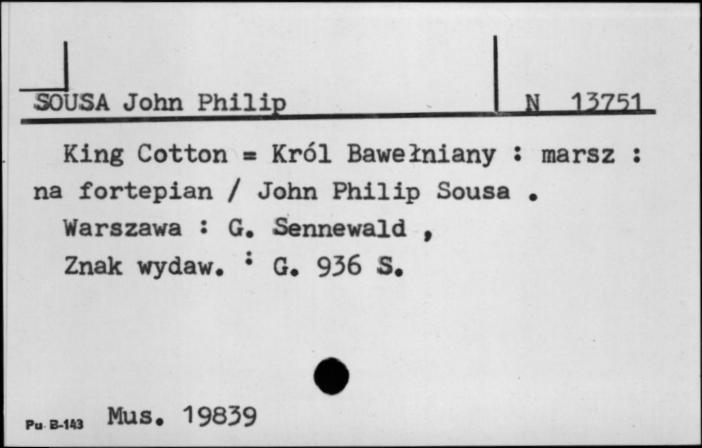 SOUSA John Philip N 13751
King Cotton = Król Bawełniany : marsz :
na fortepian / John Philip Sousa .
Warszawa : G. Sennewald ,
Znak wydaw. : G. 936 S.
Pu B-143 Mus. 19839